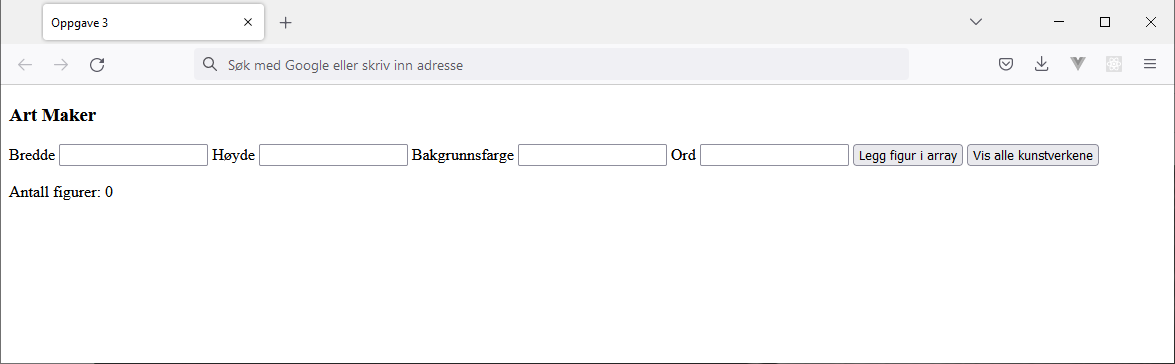 Oppgave 3
Søk med Google eller skriv inn adresse
Art Maker
Bredde Høyde Bakgrunnsfarge Ord Legg figur i array Vis alle kunstverkene
Antall figurer: 0